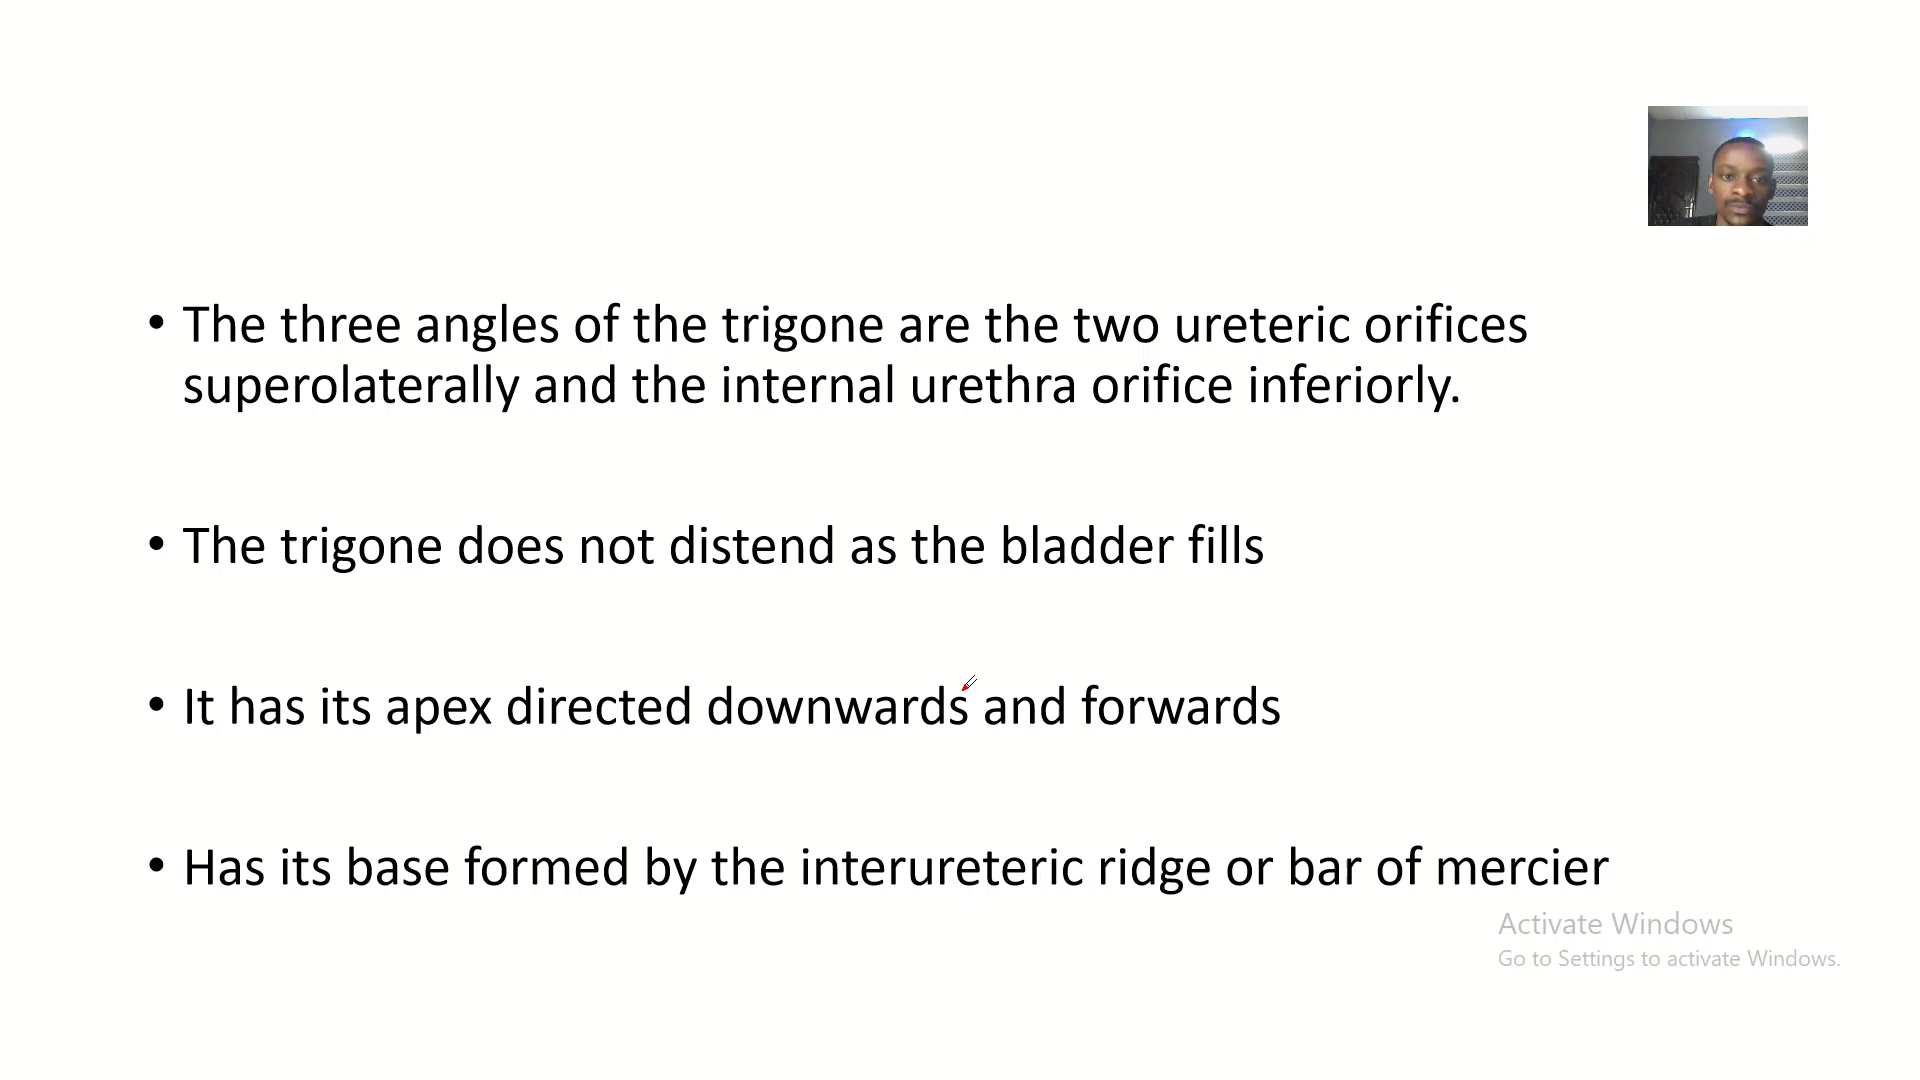 • The three angles of the trigone are the two ureteric orifices
superolaterally and the internal urethra orifice inferiorly.
• The trigone does not distend as the bladder fills
• It has its apex directed downwards and forwards
• Has its base formed by the interureteric ridge or bar of mercier
Activate Windows
Go to Settings to activate Windows.